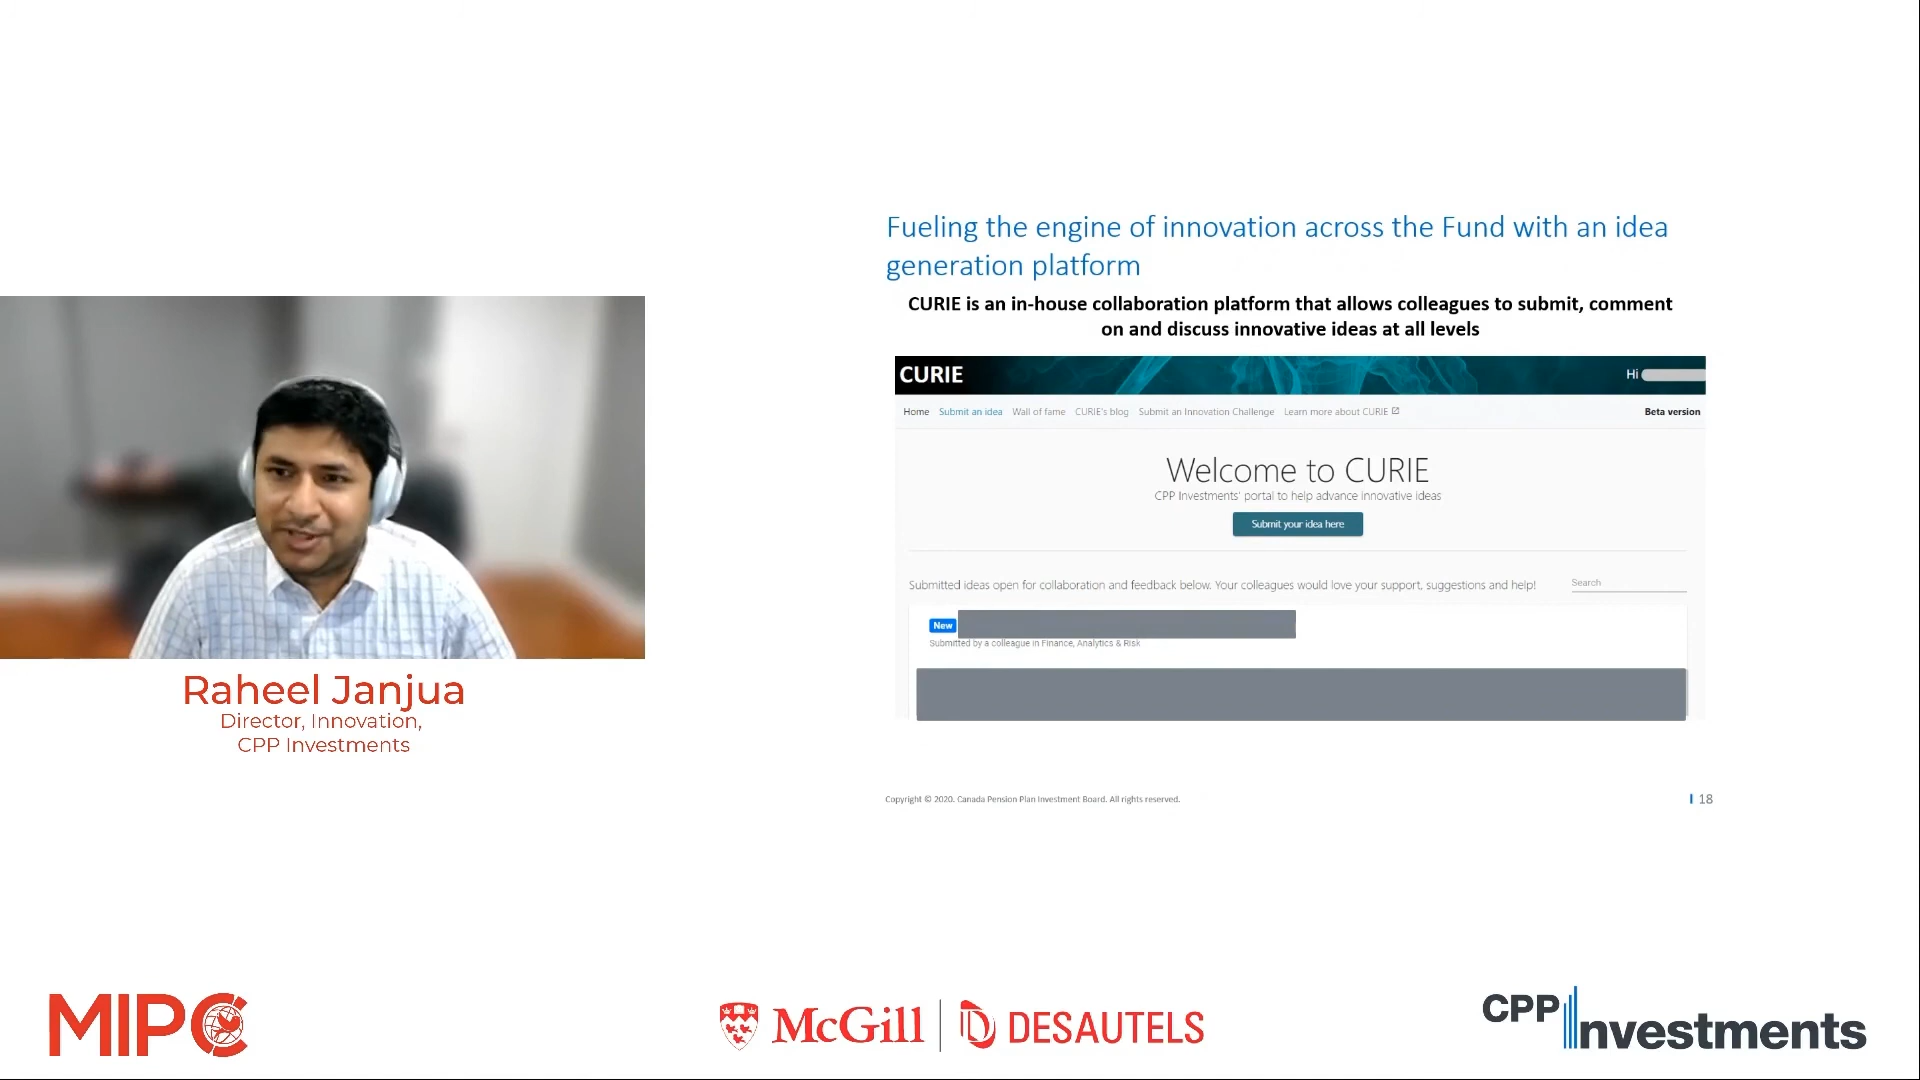 Fueling the engine of innovation across the Fund with an idea
generation platform
CURIE is an in-house collaboration platform that allows colleagues to submit, comment
on and discuss innovative ideas at all levels
CURIE
Hi
Home Submit an idea Wall of fame CURIE's blog Submit an Innovation Challenge Learn more about CURIE
Beta version
Welcome to CURIE
CPP Investments' portal to help advance innovative ideas
Submit your idea here
Submitted ideas open for collaboration and feedback below. Your colleagues would love your support, suggestions and help!
Search
New
Submitted by a colleague in Finance, Analytics & Risk
Raheel Janjua
Director, Innovation,
CPP Investments
Copyright © 2020. Canada Pension Plan Investment Board. All rights reserved.
18
MIPC
McGill
DESAUTELS
CPP Investments